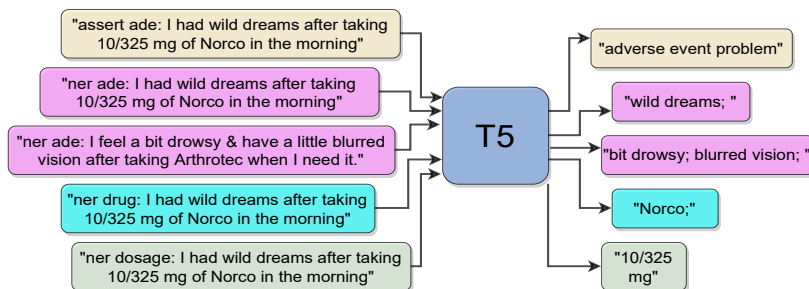 "assert ade: I had wild dreams after taking
10/325 mg of Norco in the morning"
"ner ade: I had wild dreams after taking
10/325 mg of Norco in the morning"
"ner ade: I feel a bit drowsy & have a little blurred
vision after taking Arthrotec when I need it."
"ner drug: I had wild dreams after taking
10/325 mg of Norco in the morning"
"ner dosage: I had wild dreams after taking
10/325 mg of Norco in the morning"
T5
"adverse event problem"
"wild dreams; "
"bit drowsy; blurred vision; "
"Norco;"
"10/325
mg"